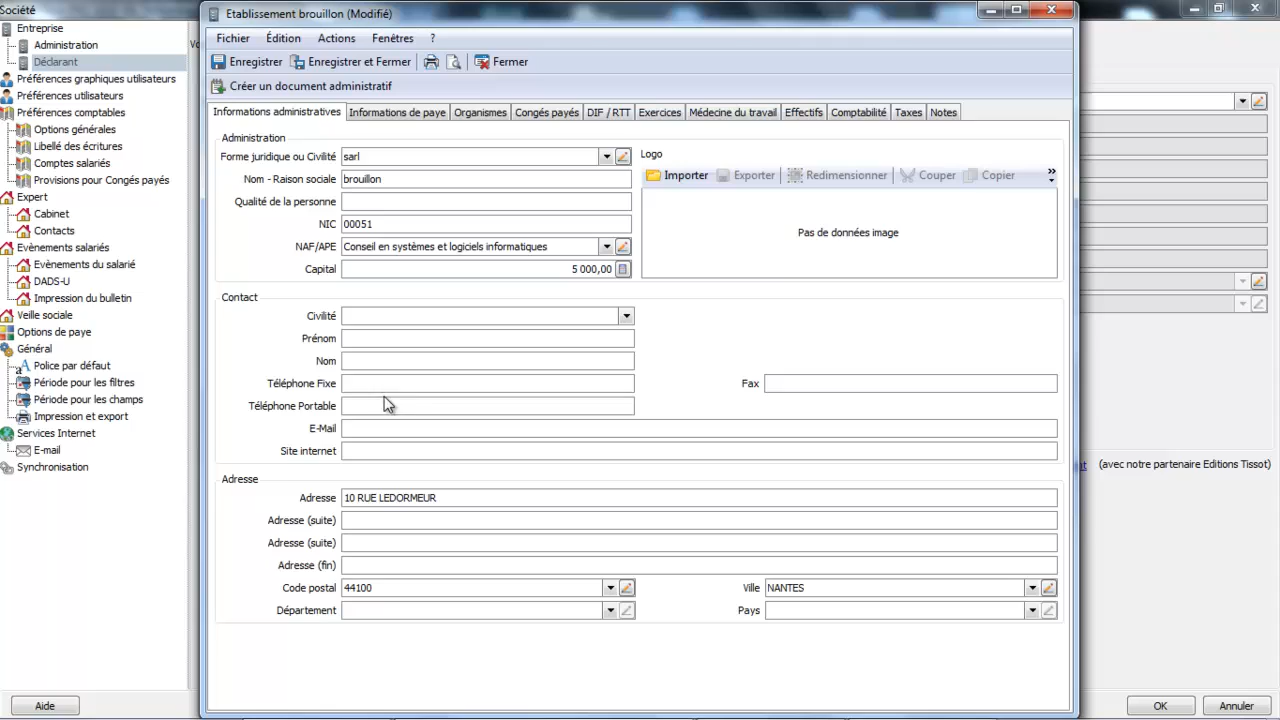 Société
Entreprise
Administration
Déclarant
Préférences graphiques utilisateurs
Préférences utilisateurs
Préférences comptables
Options générales
Libellé des écritures
Comptes salariés
Provisions pour Congés payés
Expert
Cabinet
Contacts
Evènements salariés
Evènements du salarié
DADS-U
Impression du bulletin
Veille sociale
Options de paye
Général
Police par défaut
Période pour les filtres
Période pour les champs
Impression et export
Services Internet
E-mail
Synchronisation
Aide
Vo
Etablissement brouillon (Modifié)
Fichier Édition Actions Fenêtres ?
Enregistrer Enregistrer et Fermer Fermer
Créer un document administratif
Informations administratives Informations de paye Organismes Congés payés DIF / RTT Exercices Médecine du travail Effectifs Comptabilité Taxes Notes
Administration
Forme juridique ou Civilité sarl
Nom - Raison sociale brouillon
Qualité de la personne
NIC 00051
NAF/APE Conseil en systèmes et logiciels informatiques
Capital 5 000,00
Logo
Importer Exporter Redimensionner Couper Copier »
Pas de données image
Contact
Civilité
Prénom
Nom
Téléphone Fixe Fax
Téléphone Portable
E-Mail
Site internet
Adresse
Adresse 10 RUE LEDORMEUR
Adresse (suite)
Adresse (suite)
Adresse (fin)
Code postal 44100 Ville NANTES
Département Pays
(avec notre partenaire Editions Tissot)
OK Annuler